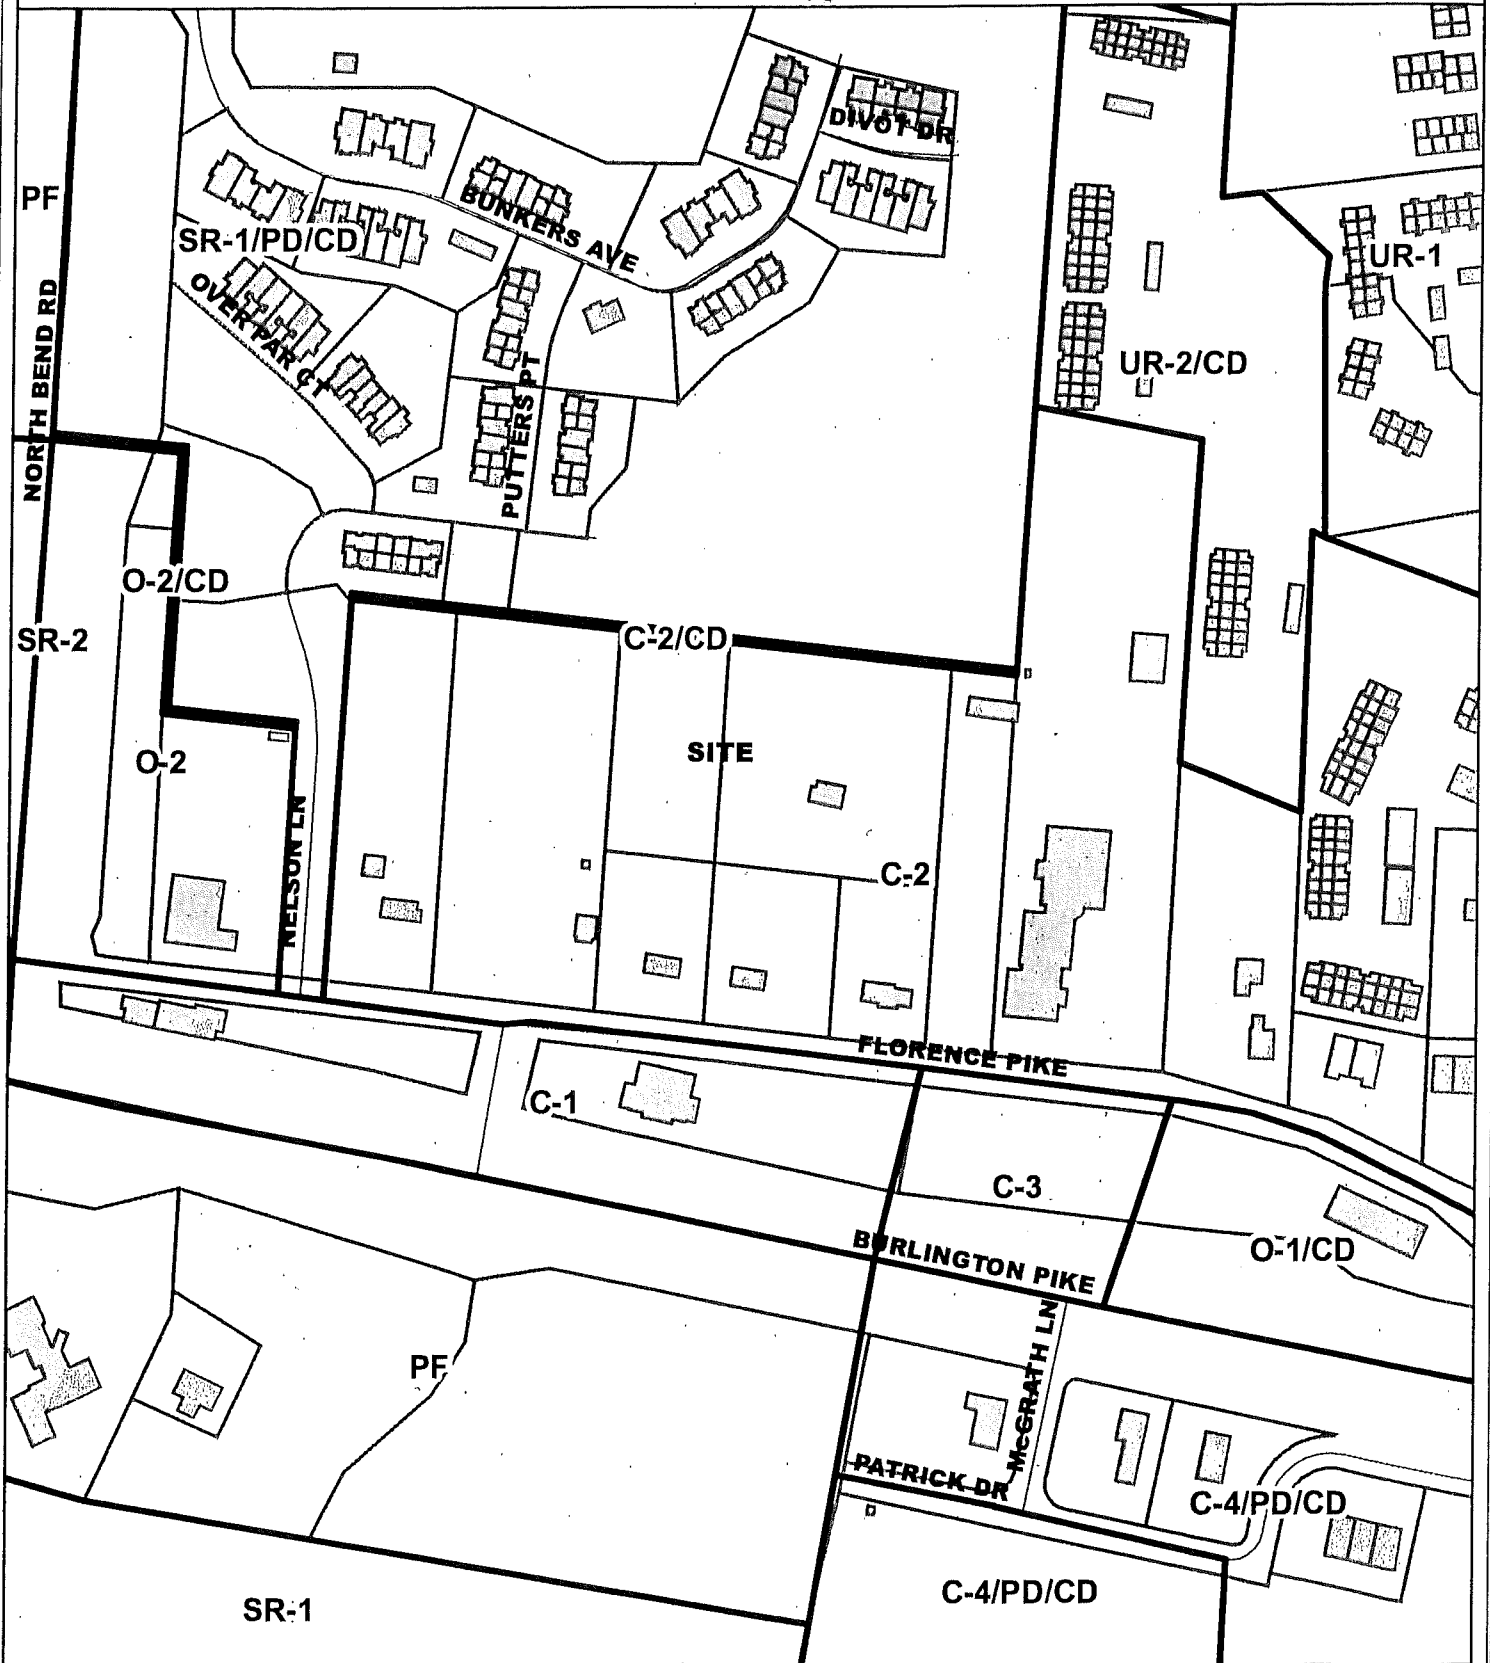 DIVOT DR
PF
BUNKERS AVE
SR-1/PD/CD
UR-1
OVER PAR CT
NORTH BEND RD
UR-2/CD
PUTTERS PT
O-2/CD
SR-2
C-2/CD
SITE
O-2
NELSON LN
C-2
FLORENCE PIKE
C-1
C-3
BURLINGTON PIKE
O-1/CD
McGRATH LN
PF
PATRICK DR
C-4/PD/CD
C-4/PD/CD
SR-1